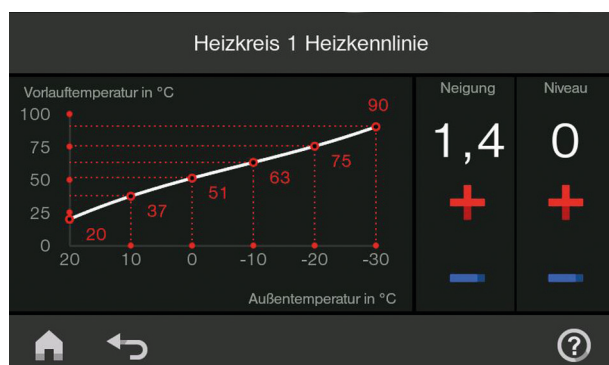 Heizkreis 1 Heizkennlinie
Vorlauftemperatur in °C
Neigung
Niveau
100
75
50
25
0
90
75
63
51
37
20
20 10 0 -10 -20 -30
Außentemperatur in °C
1,4
0
+ +
- -
?